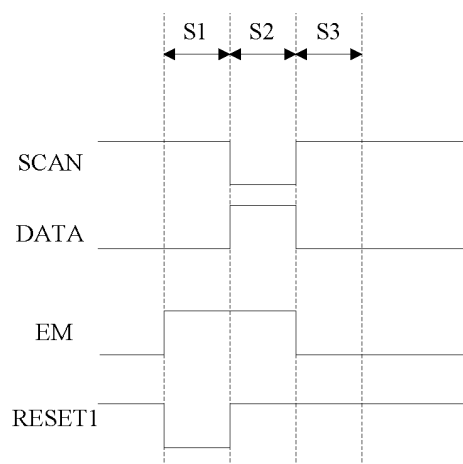 S1 S2 S3
SCAN
DATA
EM
RESET1